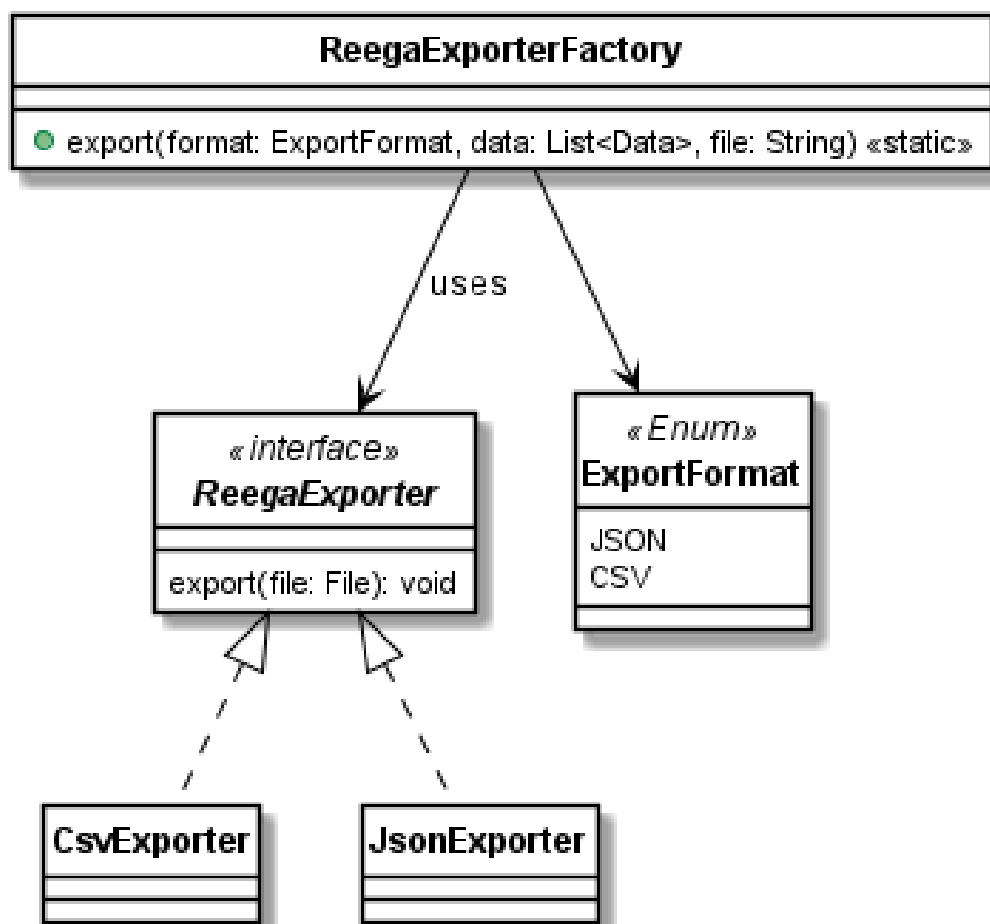 ReegaExporterFactory
export(format: ExportFormat, data: List<Data>, file: String) «static»
uses
«interface»
ReegaExporter
export(file: File): void
«Enum»
ExportFormat
JSON
CSV
CsvExporter
JsonExporter